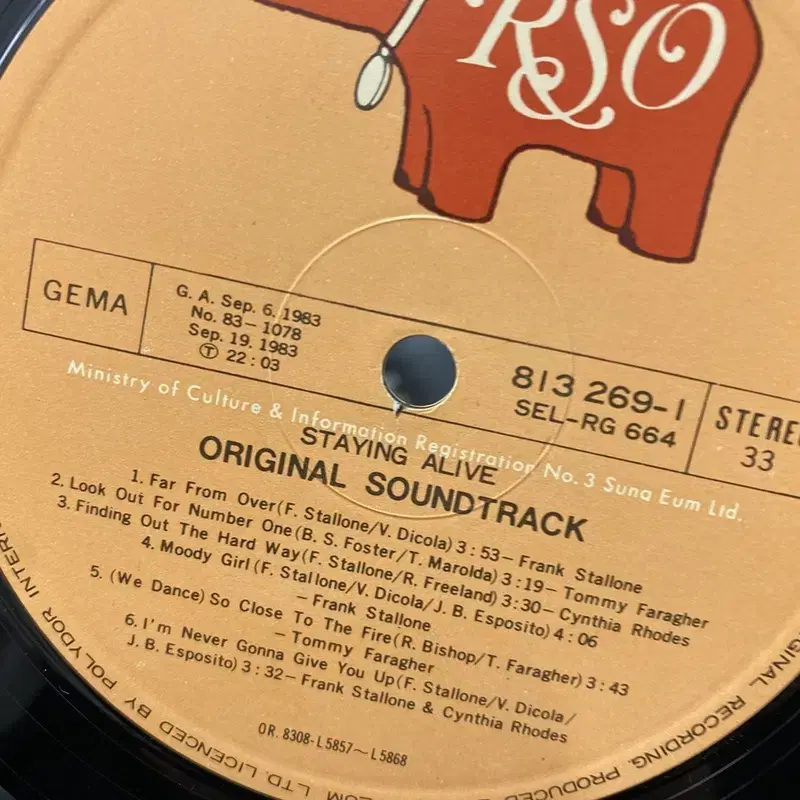 RSO
GEMA
G. A. Sep. 6. 1983
No. 83-1078
Sep. 19. 1983
Ⓣ 22 : 03
813 269-1
SEL-RG 664
STEREO
33
Ministry of Culture & Information Registration No. 3 Sung Eum Ltd.
STAYING ALIVE
ORIGINAL SOUNDTRACK
1. Far From Over(F. Stallone/V. Dicola) 3 : 53- Frank Stallone
2. Look Out For Number One(B. S. Foster/T. Marolda) 3 : 19- Tommy Faragher
3. Finding Out The Hard Way(F. Stallone/R. Freeland) 3 : 30- Cynthia Rhodes
4. Moody Girl(F. Stallone/V. Dicola/J. B. Esposito) 4 : 06
- Frank Stallone
5. (We Dance) So Close To The Fire(R. Bishop/T. Faragher) 3 : 43
- Tommy Faragher
6. I'm Never Gonna Give You Up(F. Stallone/V. Dicola/
J. B. Esposito) 3 : 32- Frank Stallone & Cynthia Rhodes
OR. 8308-L5857~L5868
ORIGINAL RECORDING. PRODUCED
LTD. LICENCED BY POLYDOR INTERN